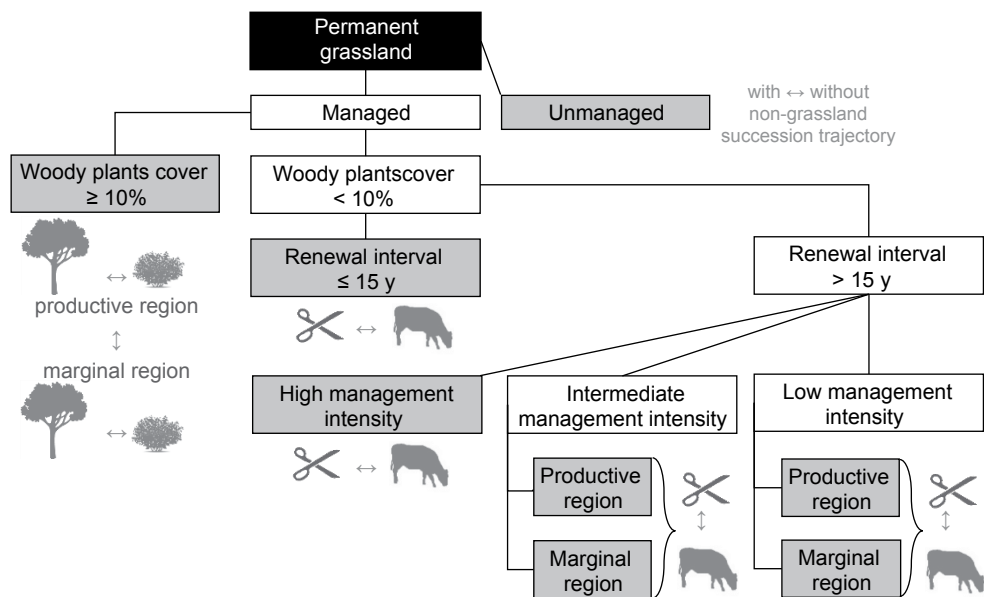 Permanent
grassland
Managed
Unmanaged
with ↔ without
non-grassland
succession trajectory
Woody plants cover
≥ 10%
Woody plantscover
< 10%
productive region
marginal region
Renewal interval
≤ 15 y
Renewal interval
> 15 y
High management
intensity
Intermediate
management intensity
Low management
intensity
Productive
region
Marginal
region
Productive
region
Marginal
region